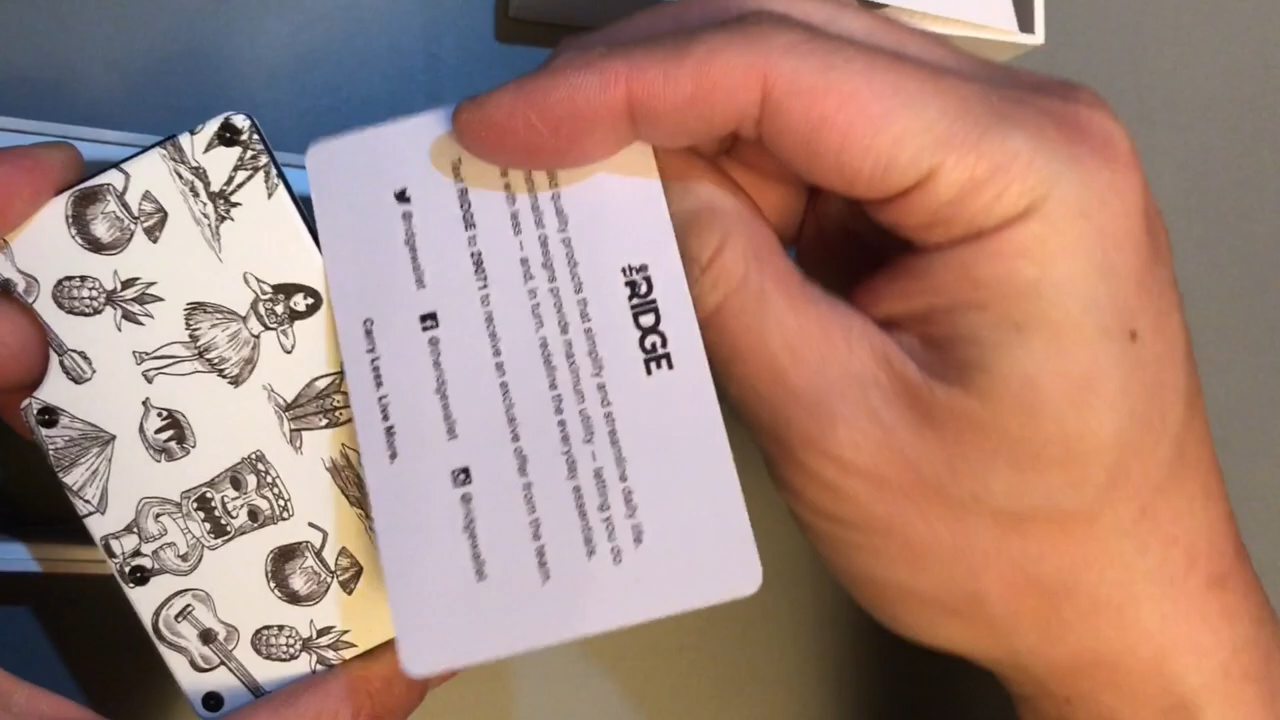 THE RIDGE
quality products that simplify and streamline daily life.
designs provide maximum utility – letting you do
with less – and, in turn, redefine the everyday essentials.
Text RIDGE to 29071 to receive an exclusive offer from the team.
@ridgewallet @theridgewallet @ridgewallet
Carry Less. Live More.